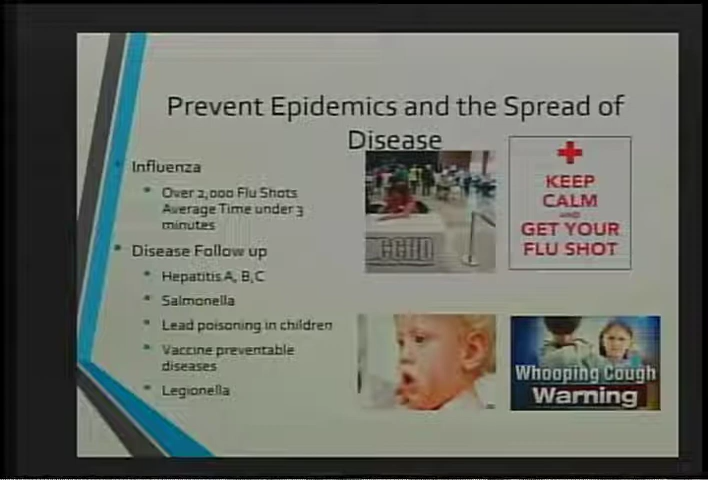 Prevent Epidemics and the Spread of
Disease
Influenza
Over 2,000 Flu Shots
Average Time under 3
minutes
Disease Follow up
Hepatitis A, B,C
Salmonella
Lead poisoning in children
Vaccine preventable
diseases
Legionella
CCHD
KEEP
CALM
AND
GET YOUR
FLU SHOT
Whooping Cough
Warning